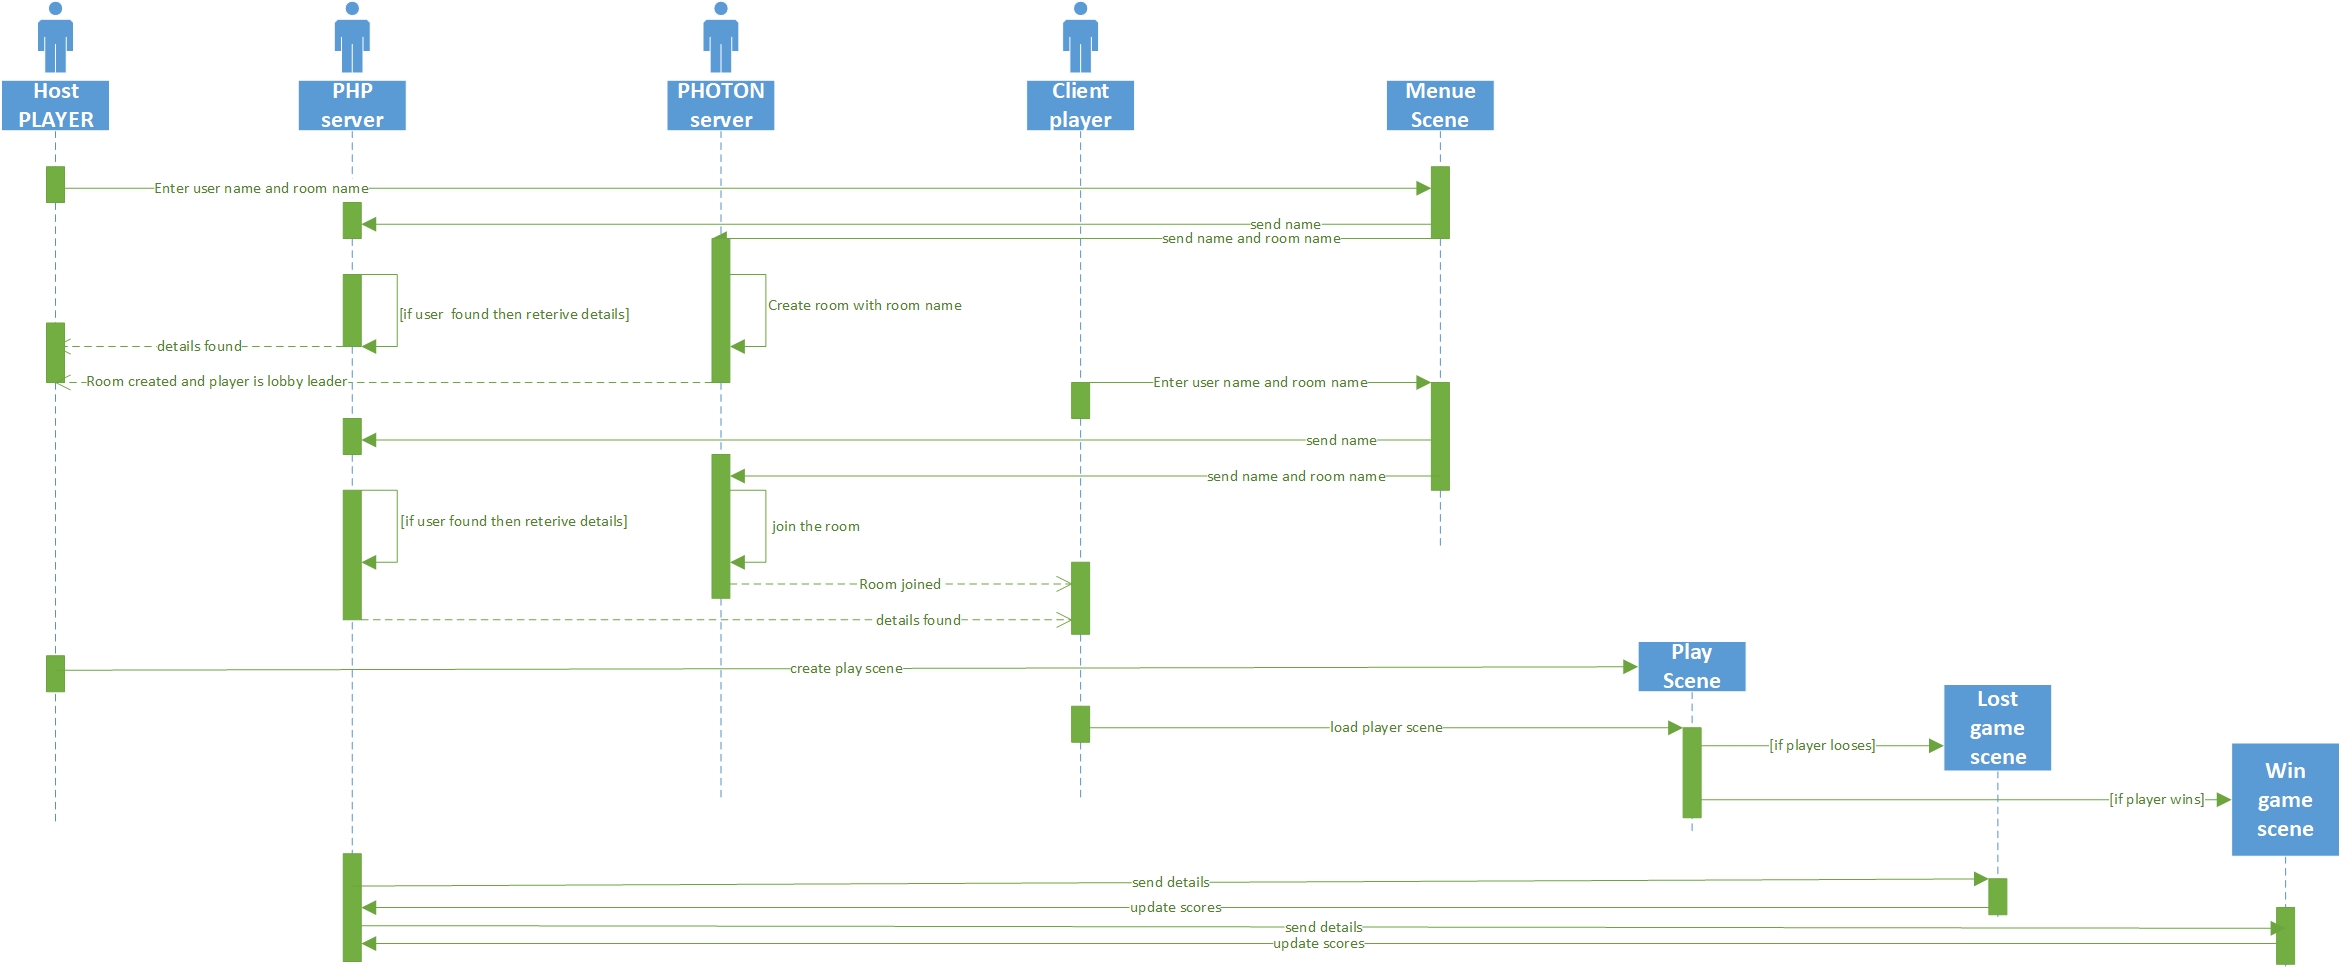 Host
PLAYER
PHP
server
PHOTON
server
Client
player
Menue
Scene
Enter user name and room name
send name
send name and room name
Create room with room name
[if user  found then reterive details]
details found
Room created and player is lobby leader
Enter user name and room name
send name
send name and room name
[if user found then reterive details]
join the room
Room joined
details found
create play scene
Play
Scene
Lost
game
scene
load player scene
[if player looses]
Win
game
scene
[if player wins]
send details
update scores
send details
update scores